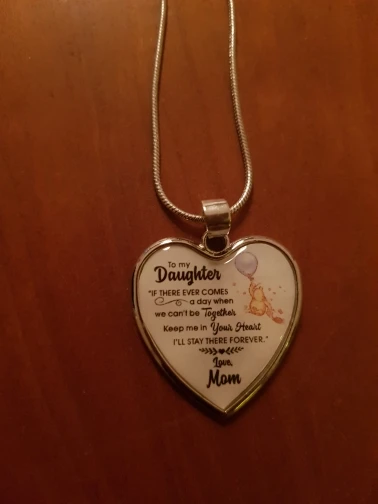 To my
Daughter
"IF THERE EVER COMES
a day when
we can't be Together
Keep me in Your Heart
I'LL STAY THERE FOREVER."
Love,
Mom